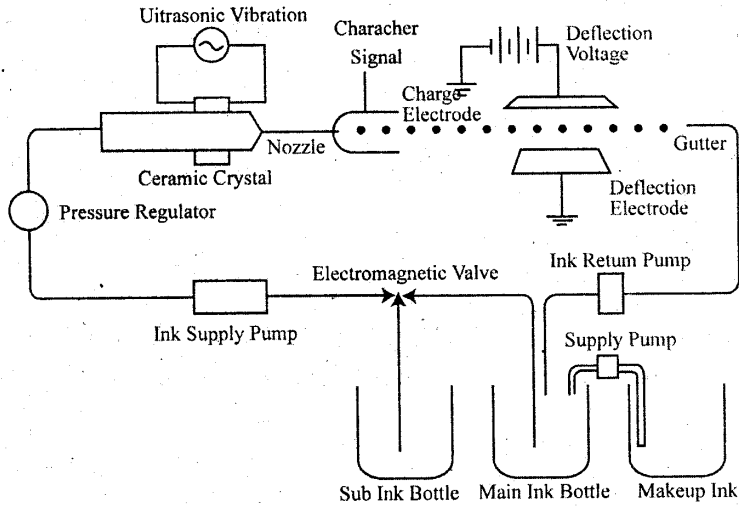 Uitrasonic Vibration
Characher
Signal
Deflection
Voltage
Charge
Electrode
Nozzle
Gutter
Ceramic Crystal
Deflection
Electrode
Pressure Regulator
Ink Return Pump
Electromagnetic Valve
Ink Supply Pump
Supply Pump
Sub Ink Bottle
Main Ink Bottle
Makeup Ink